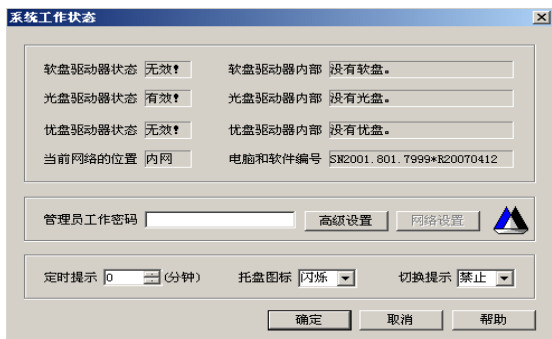 系统工作状态
软盘驱动器状态 无效! 软盘驱动器内部 没有软盘。
光盘驱动器状态 有效! 光盘驱动器内部 没有光盘。
优盘驱动器状态 无效! 优盘驱动器内部 没有优盘。
当前网络的位置 内网 电脑和软件编号 SN2001.801.7999*R20070412
管理员工作密码 高级设置 网络设置
定时提示 0 (分钟) 托盘图标 闪烁 切换提示 禁止
确定 取消 帮助